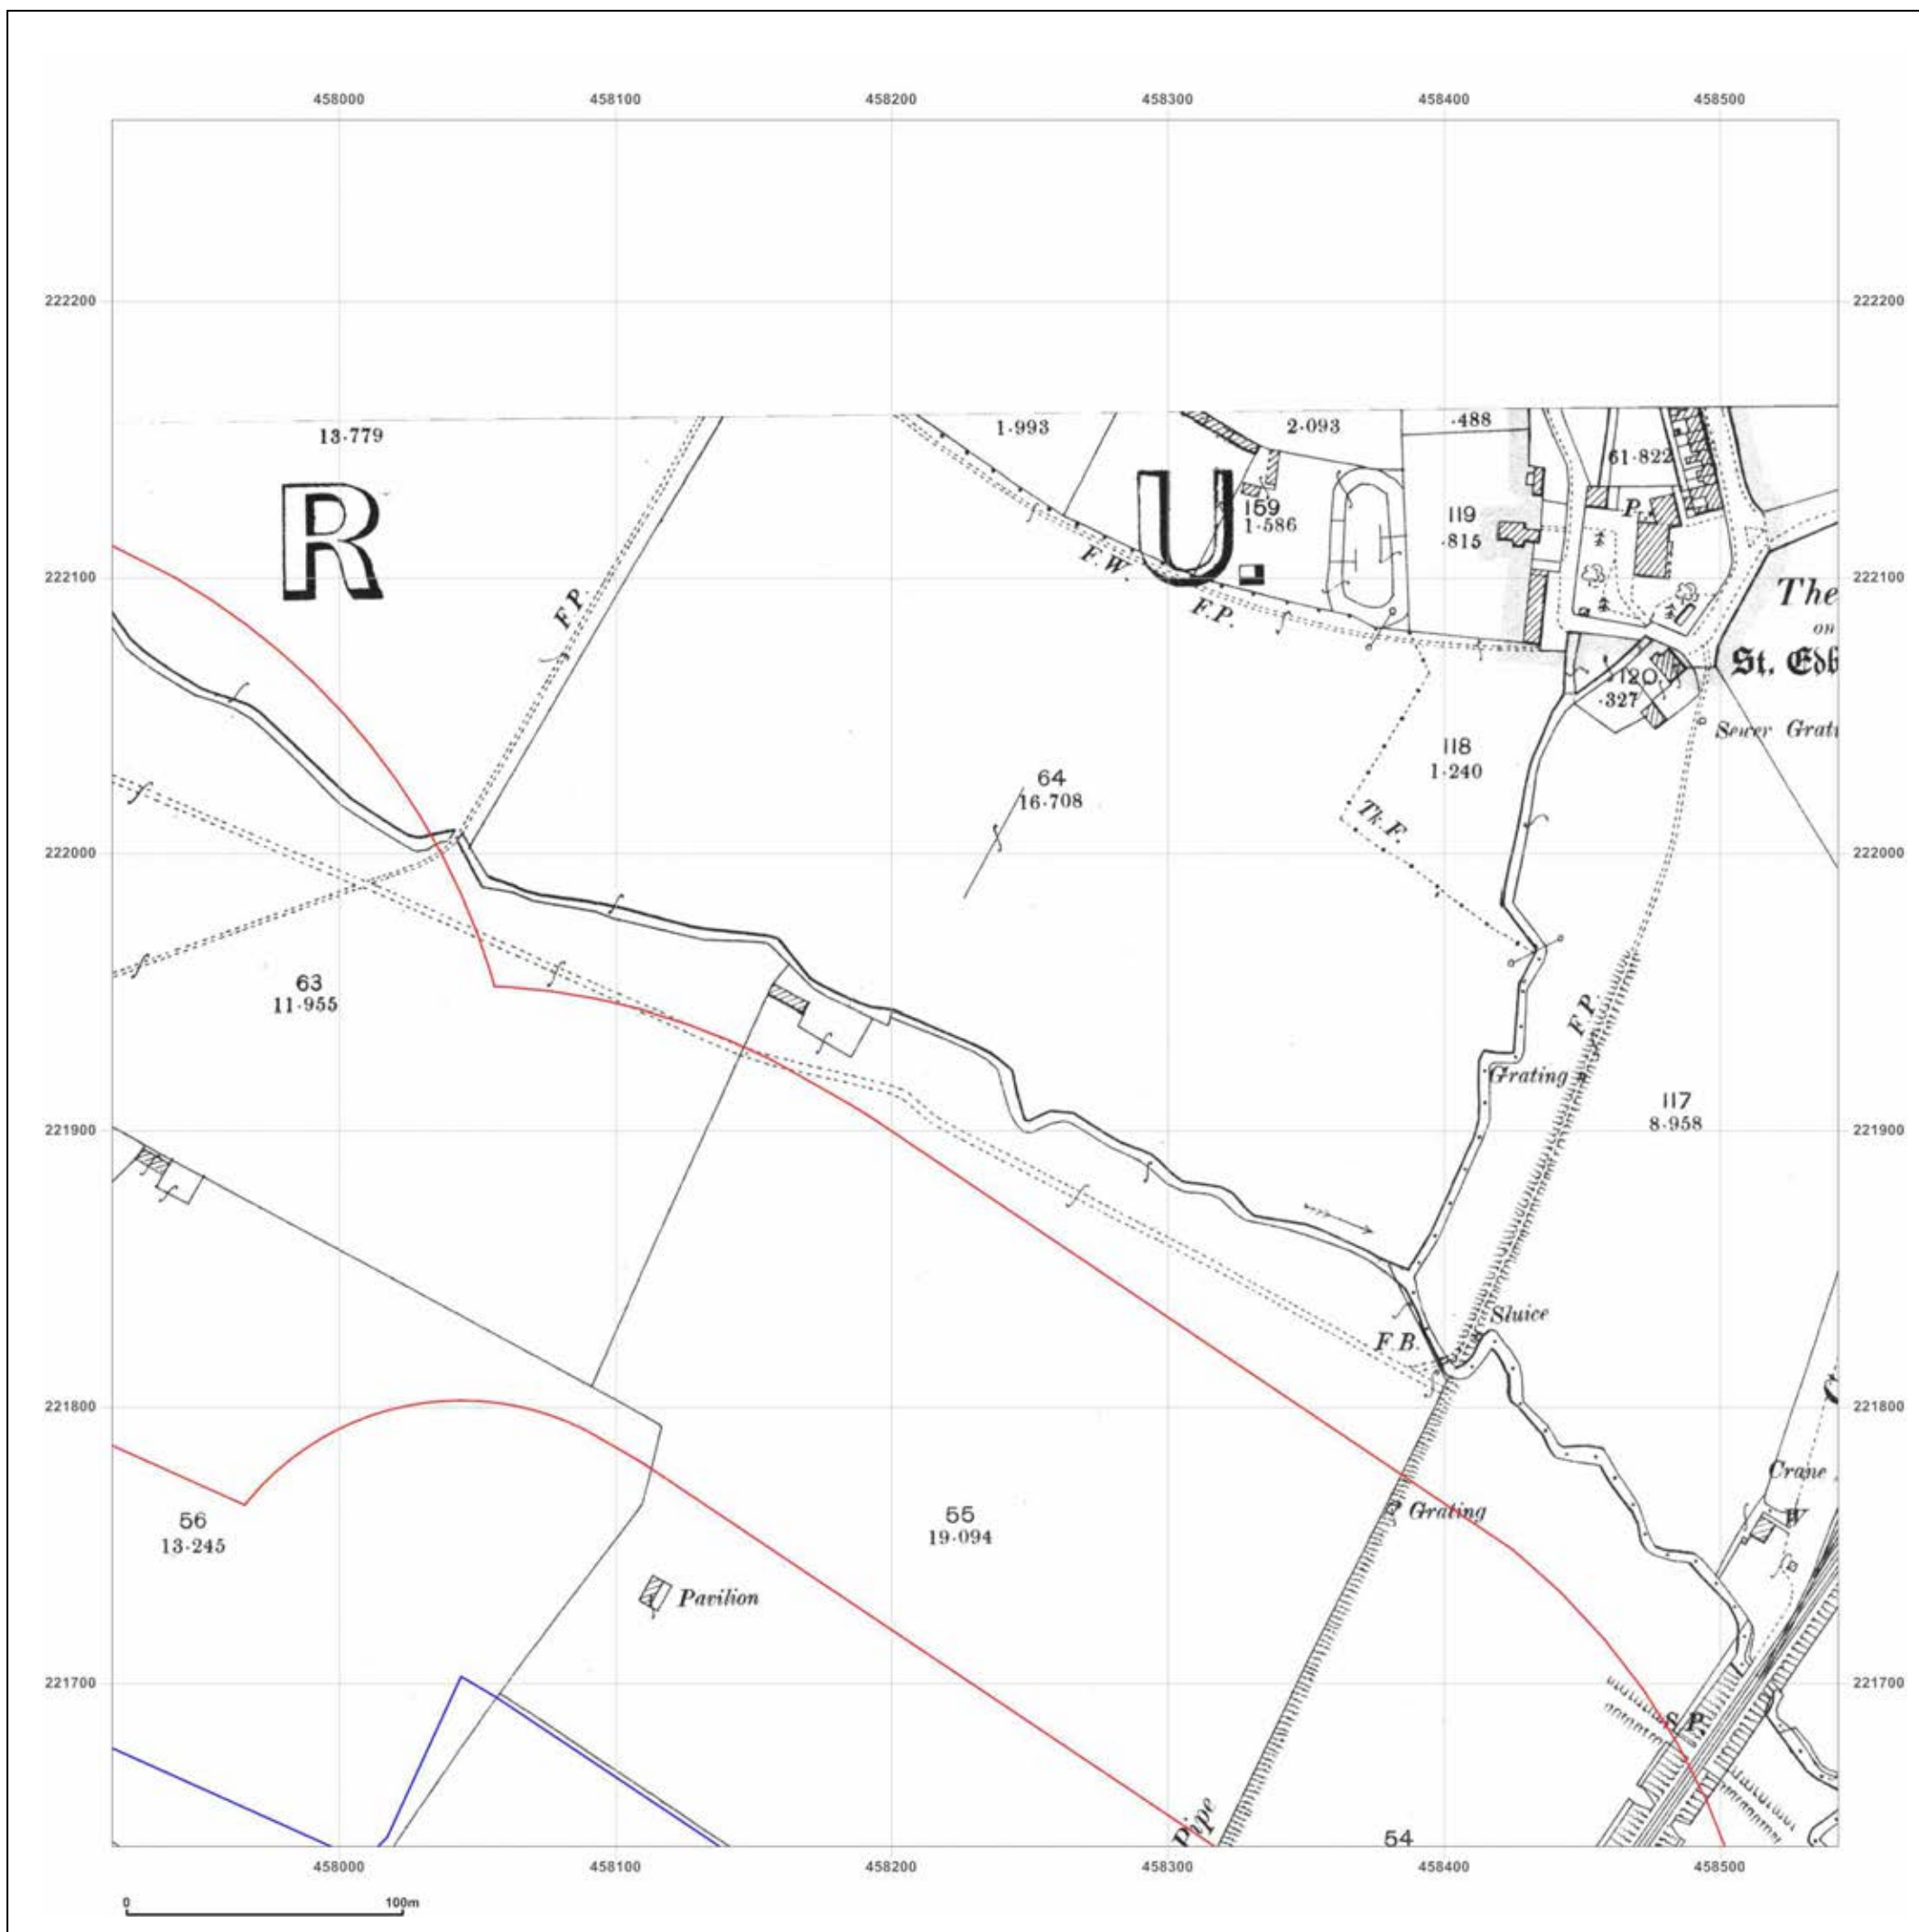 458000 458100 458200 458300 458400 458500
222200 222200
13·779
1·993
2·093
·488
61·822
R
U.
159
1·586
119
·815
P.
F.W.
222100 222100
F.P.
F.P.
The
on
St. Edb
120
·327
Sewer Grati
118
1·240
64
16·708
Tk. F.
222000 222000
63
11·955
F.P.
Grating
117
8·958
221900 221900
Sluice
F.B.
221800 221800
Crane
W
56
13·245
55
19·094
Grating
Pavilion
221700 221700
S.P.
Pipe
54
458000 458100 458200 458300 458400 458500
0 100m